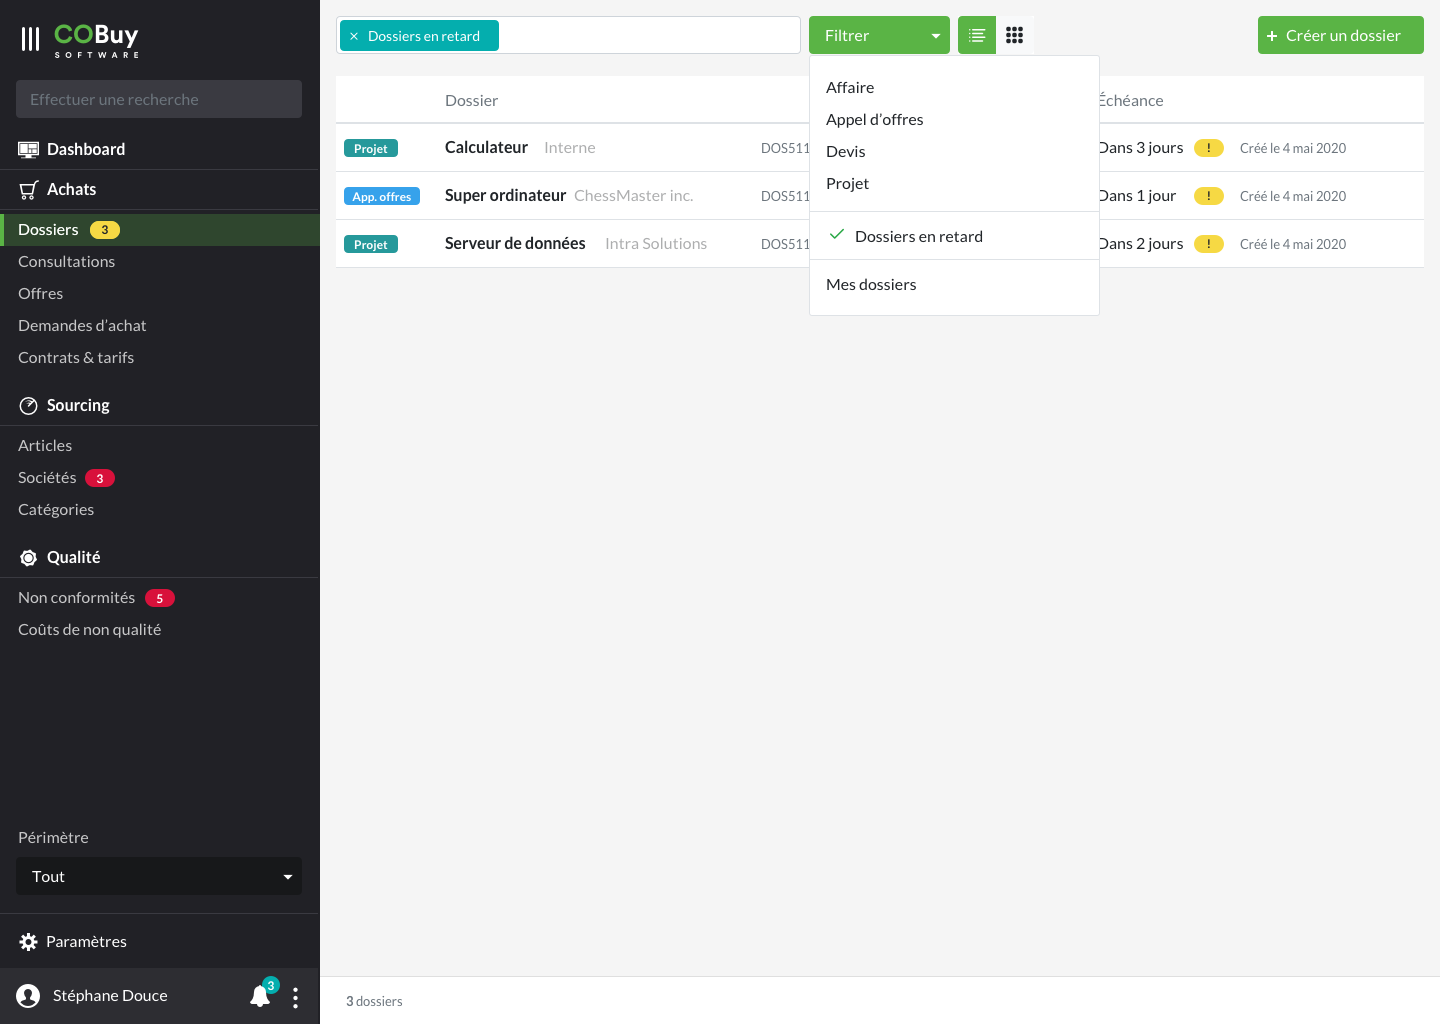 COBuy
SOFTWARE
Effectuer une recherche
Dashboard
Achats
Dossiers 3
Consultations
Offres
Demandes d’achat
Contrats & tarifs
Sourcing
Articles
Sociétés 3
Catégories
Qualité
Non conformités 5
Coûts de non qualité
Périmètre
Tout
Paramètres
Stéphane Douce 3
× Dossiers en retard
Filtrer
+ Créer un dossier
Dossier Échéance
Projet Calculateur Interne DOS511 Dans 3 jours ! Créé le 4 mai 2020
App. offres Super ordinateur ChessMaster inc. DOS511 Dans 1 jour ! Créé le 4 mai 2020
Projet Serveur de données Intra Solutions DOS511 Dans 2 jours ! Créé le 4 mai 2020
Affaire
Appel d’offres
Devis
Projet
Dossiers en retard
Mes dossiers
3 dossiers